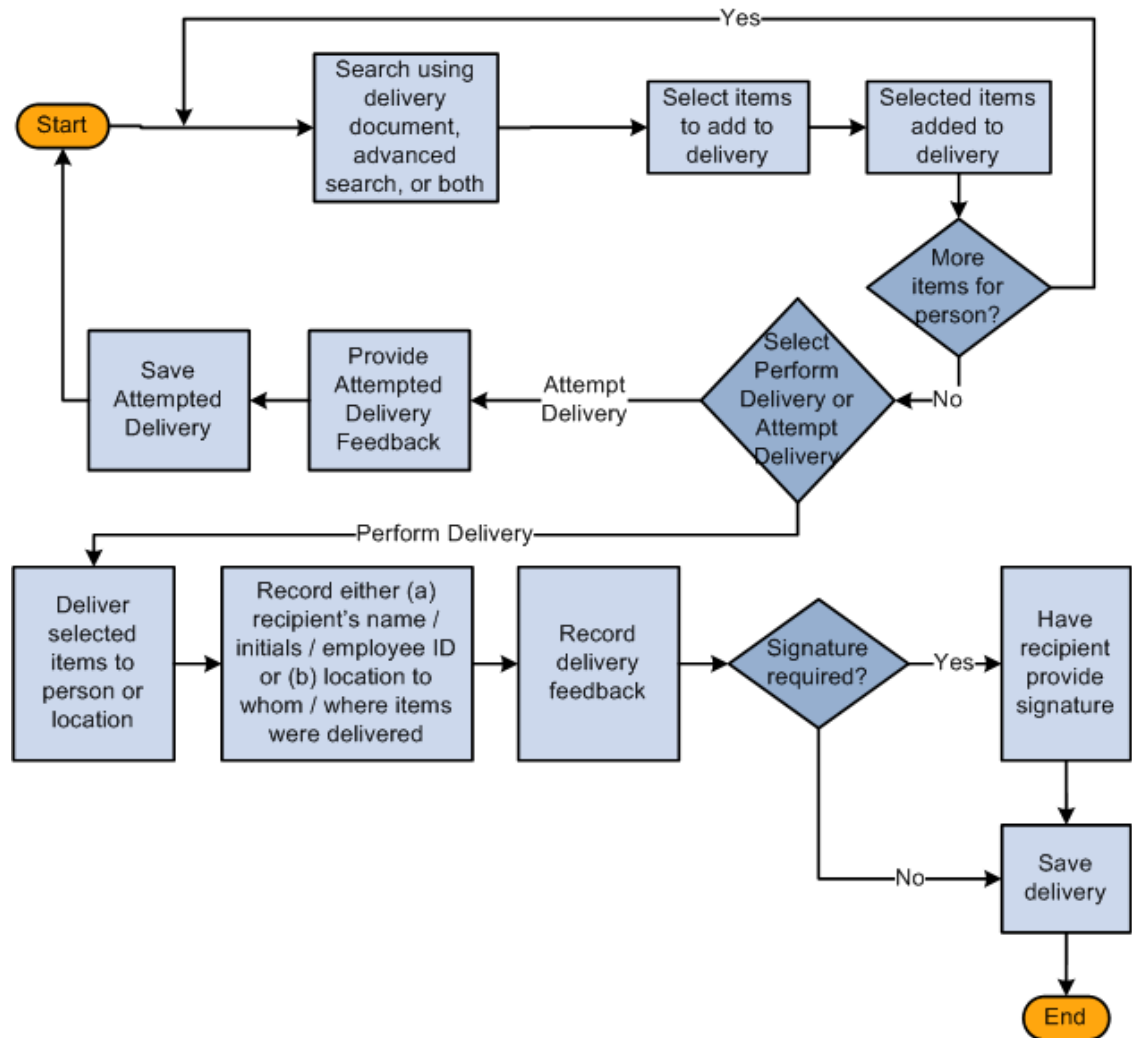 Yes
Start
Search using
delivery
document,
advanced
search, or both
Select items
to add to
delivery
Selected items
added to
delivery
More
items for
person?
No
Select
Perform
Delivery or
Attempt
Delivery
Attempt
Delivery
Provide
Attempted
Delivery
Feedback
Save
Attempted
Delivery
Perform Delivery
Deliver
selected
items to
person or
location
Record either (a)
recipient's name /
initials / employee ID
or (b) location to
whom / where items
were delivered
Record
delivery
feedback
Signature
required?
Yes
Have
recipient
provide
signature
No
Save
delivery
End